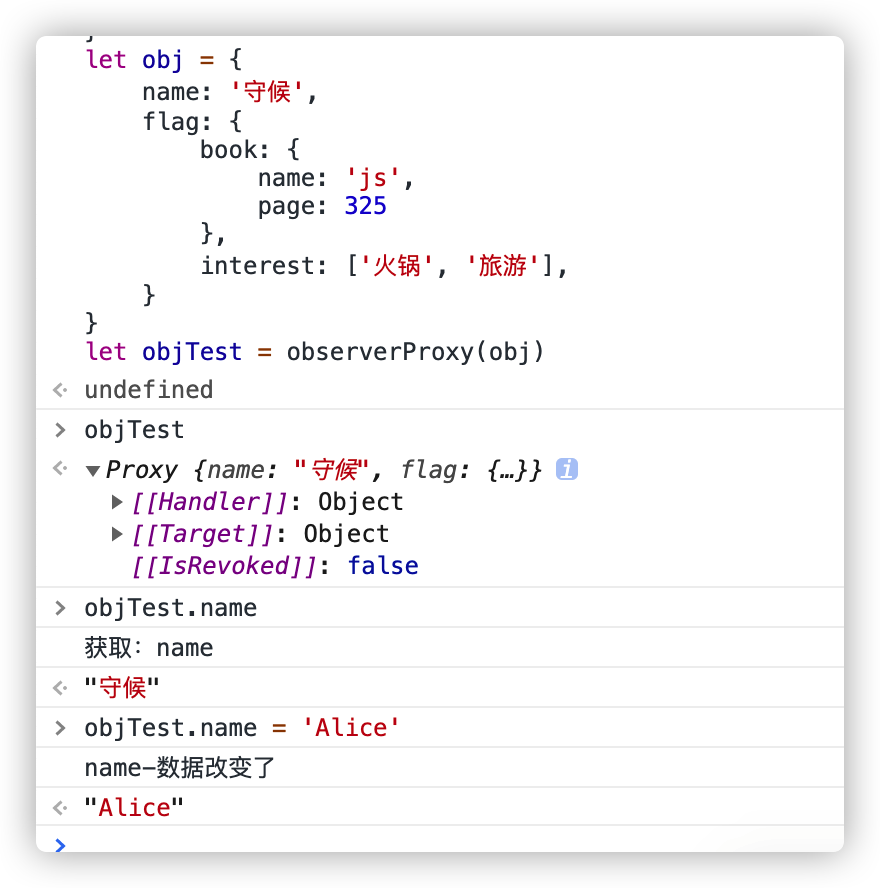 let obj = {
    name: '守候',
    flag: {
        book: {
            name: 'js',
            page: 325
        },
        interest: ['火锅', '旅游'],
    }
}
let objTest = observerProxy(obj)
undefined
objTest
Proxy {name: "守候", flag: {…}} i
[[Handler]]: Object
[[Target]]: Object
[[IsRevoked]]: false
objTest.name
获取: name
"守候"
objTest.name = 'Alice'
name-数据改变了
"Alice"